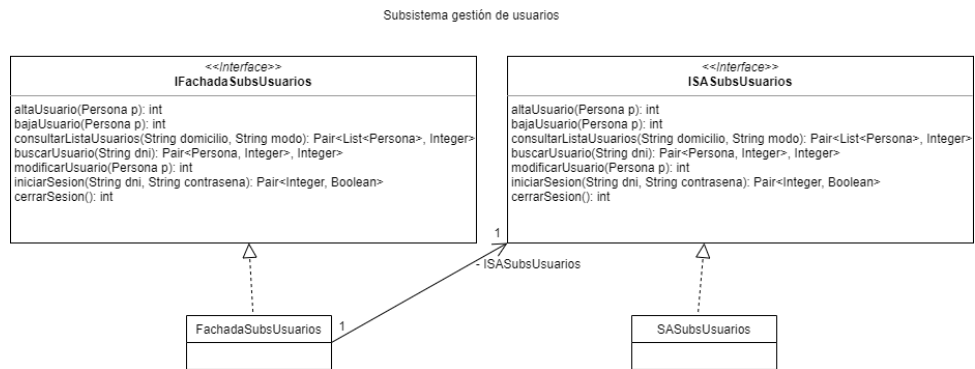 Subsistema gestión de usuarios
<<Interface>>
IFachadaSubsUsuarios
altaUsuario(Persona p): int
bajaUsuario(Persona p): int
consultarListaUsuarios(String domicilio, String modo): Pair<List<Persona>, Integer>
buscarUsuario(String dni): Pair<Persona, Integer>, Integer>
modificarUsuario(Persona p): int
iniciarSesion(String dni, String contrasena): Pair<Integer, Boolean>
cerrarSesion(): int
<<Interface>>
ISASubsUsuarios
altaUsuario(Persona p): int
bajaUsuario(Persona p): int
consultarListaUsuarios(String domicilio, String modo): Pair<List<Persona>, Integer>
buscarUsuario(String dni): Pair<Persona, Integer>, Integer>
modificarUsuario(Persona p): int
iniciarSesion(String dni, String contrasena): Pair<Integer, Boolean>
cerrarSesion(): int
1
- ISASubsUsuarios
FachadaSubsUsuarios
1
SASubsUsuarios